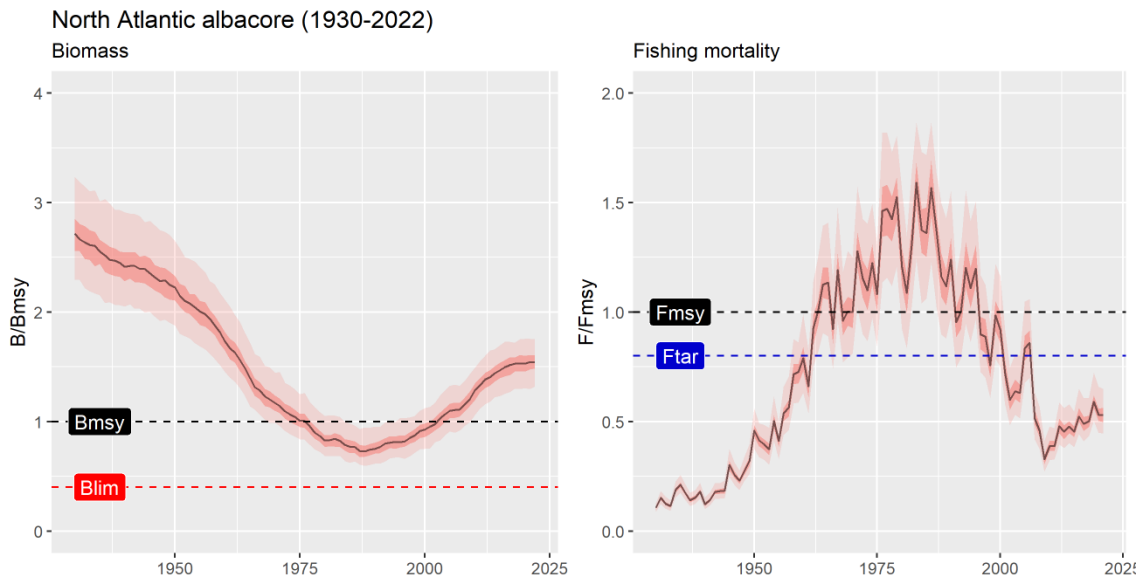 North Atlantic albacore (1930-2022)
Biomass
4
3
2
1
0
B/Bmsy
Bmsy
Blim
1950
1975
2000
2025
Fishing mortality
2.0
1.5
1.0
0.5
0.0
F/Fmsy
Fmsy
Ftar
1950
1975
2000
2025